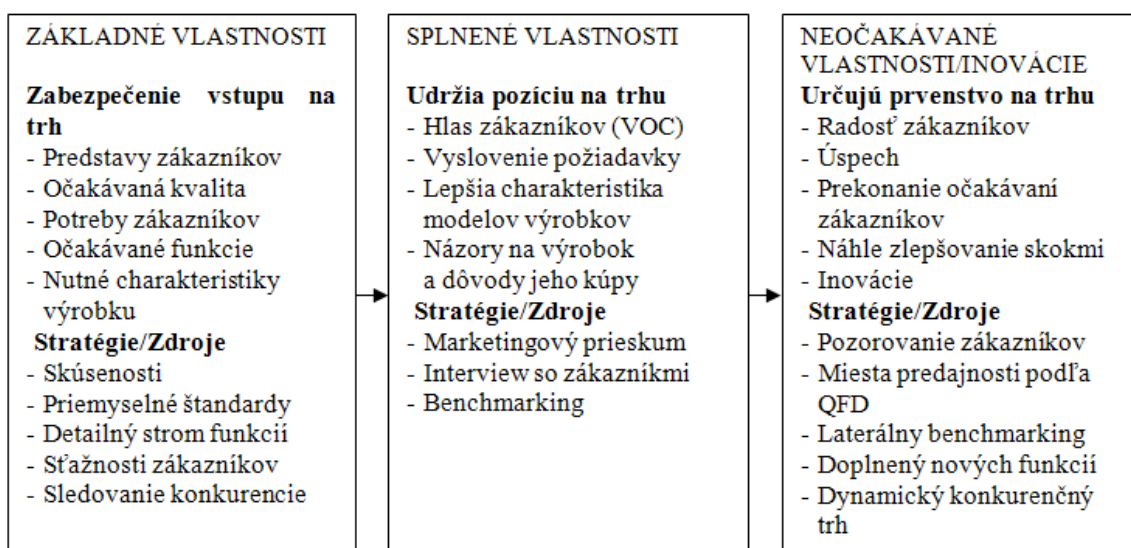 ZÁKLADNÉ VLASTNOSTI
Zabezpečenie vstupu na
trh
- Predstavy zákazníkov
- Očakávaná kvalita
- Potreby zákazníkov
- Očakávané funkcie
- Nutné charakteristiky
výrobku
Stratégie/Zdroje
- Skúsenosti
- Priemyselné štandardy
- Detailný strom funkcií
- Sťažnosti zákazníkov
- Sledovanie konkurencie
SPLNENÉ VLASTNOSTI
Udržia pozíciu na trhu
- Hlas zákazníkov (VOC)
- Vyslovenie požiadavky
- Lepšia charakteristika
modelov výrobkov
- Názory na výrobok
a dôvody jeho kúpy
Stratégie/Zdroje
- Marketingový prieskum
- Interview so zákazníkmi
- Benchmarking
NEOČAKÁVANÉ
VLASTNOSTI/INOVÁCIE
Určujú prvenstvo na trhu
- Radosť zákazníkov
- Úspech
- Prekonanie očakávaní
zákazníkov
- Náhle zlepšovanie skokmi
- Inovácie
Stratégie/Zdroje
- Pozorovanie zákazníkov
- Miesta predajnosti podľa
QFD
- Laterálny benchmarking
- Doplnený nových funkcií
- Dynamický konkurenčný
trh